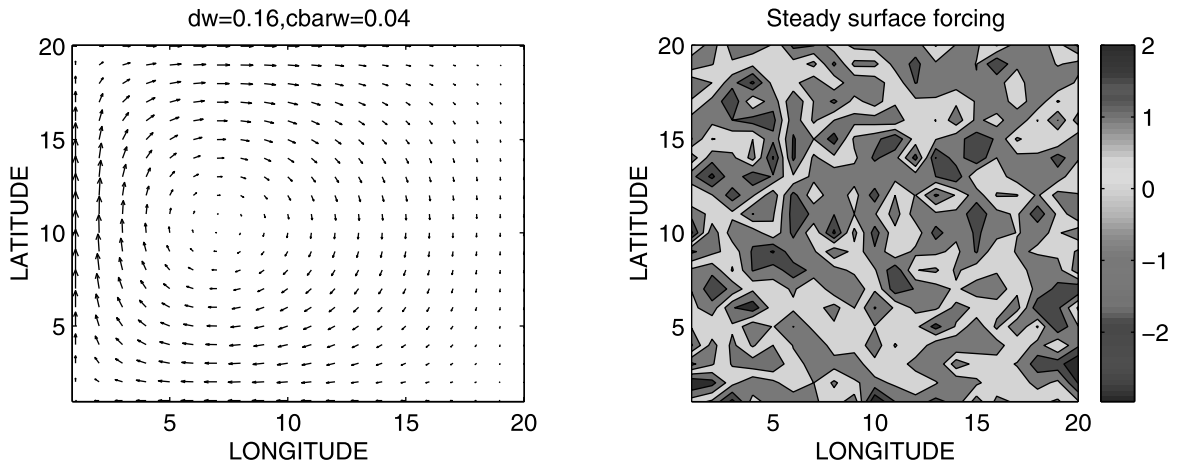 dw=0.16,cbarw=0.04
20
15
10
5
LATITUDE
5 10 15 20
LONGITUDE
Steady surface forcing
20
15
10
5
LATITUDE
5 10 15 20
LONGITUDE
2
1
0
−1
−2